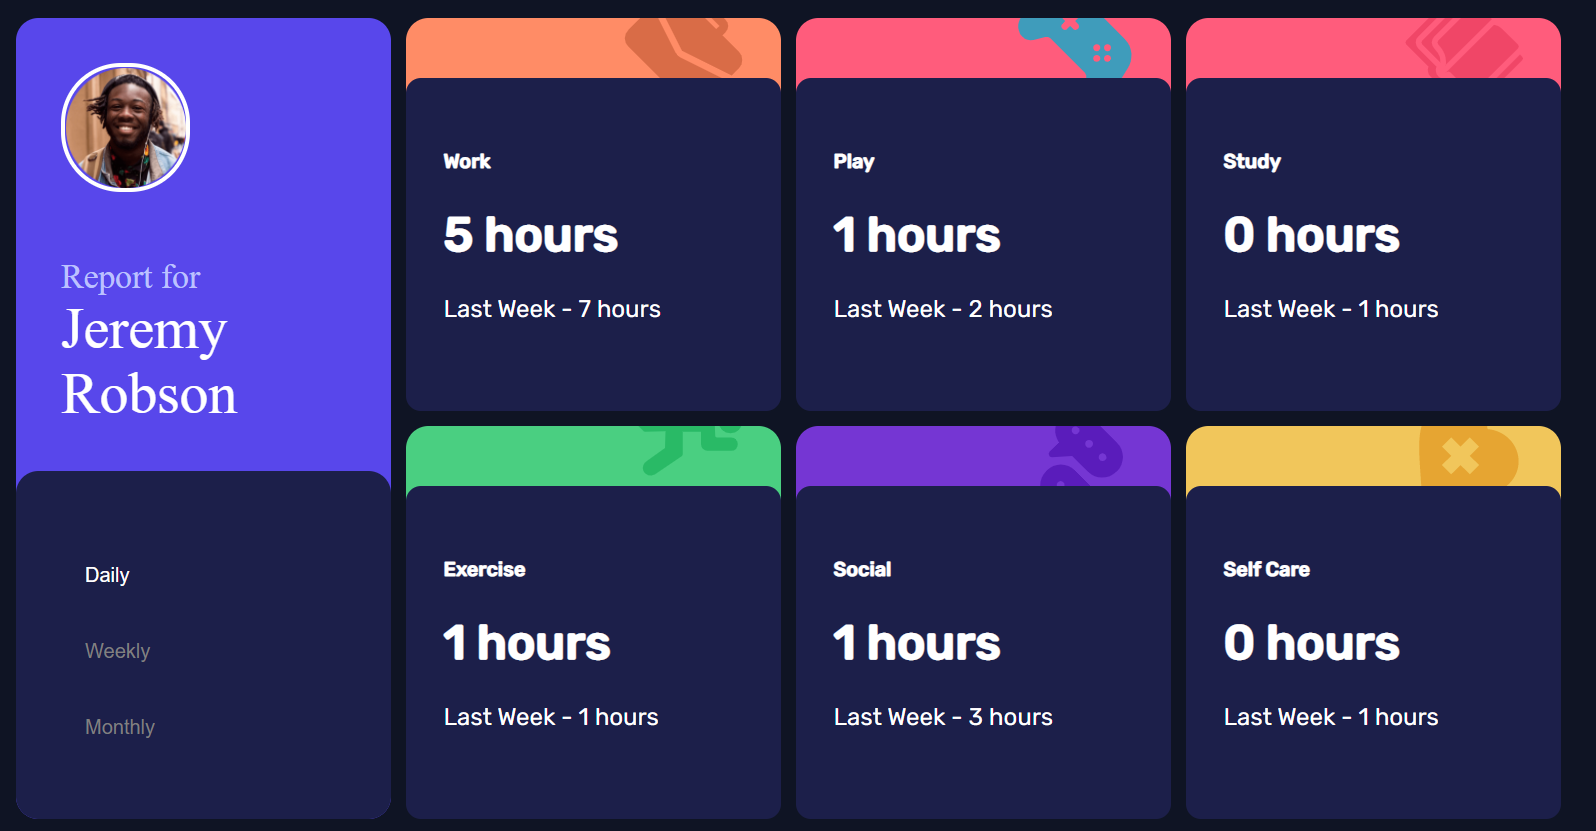 Report for
Jeremy
Robson
Daily
Weekly
Monthly
Work
5 hours
Last Week - 7 hours
Play
1 hours
Last Week - 2 hours
Study
0 hours
Last Week - 1 hours
Exercise
1 hours
Last Week - 1 hours
Social
1 hours
Last Week - 3 hours
Self Care
0 hours
Last Week - 1 hours